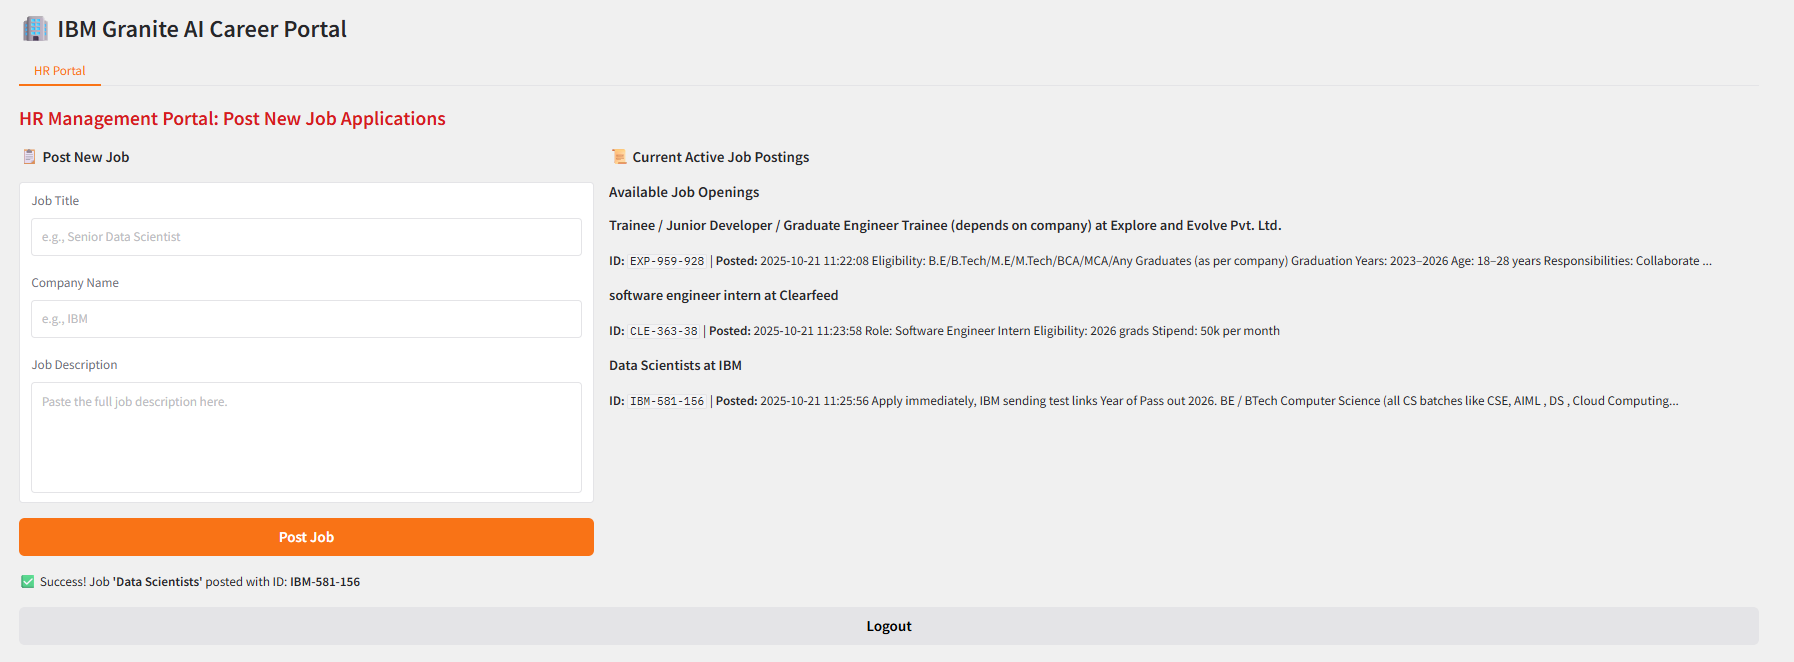 IBM Granite AI Career Portal
HR Portal
HR Management Portal: Post New Job Applications
Post New Job
Job Title
e.g., Senior Data Scientist
Company Name
e.g., IBM
Job Description
Paste the full job description here.
Post Job
Success! Job 'Data Scientists' posted with ID: IBM-581-156
Current Active Job Postings
Available Job Openings
Trainee / Junior Developer / Graduate Engineer Trainee (depends on company) at Explore and Evolve Pvt. Ltd.
ID: EXP-959-928 | Posted: 2025-10-21 11:22:08 Eligibility: B.E/B.Tech/M.E/M.Tech/BCA/MCA/Any Graduates (as per company) Graduation Years: 2023–2026 Age: 18–28 years Responsibilities: Collaborate ...
software engineer intern at Clearfeed
ID: CLE-363-38 | Posted: 2025-10-21 11:23:58 Role: Software Engineer Intern Eligibility: 2026 grads Stipend: 50k per month
Data Scientists at IBM
ID: IBM-581-156 | Posted: 2025-10-21 11:25:56 Apply immediately, IBM sending test links Year of Pass out 2026. BE / BTech Computer Science (all CS batches like CSE, AIML , DS , Cloud Computing...
Logout